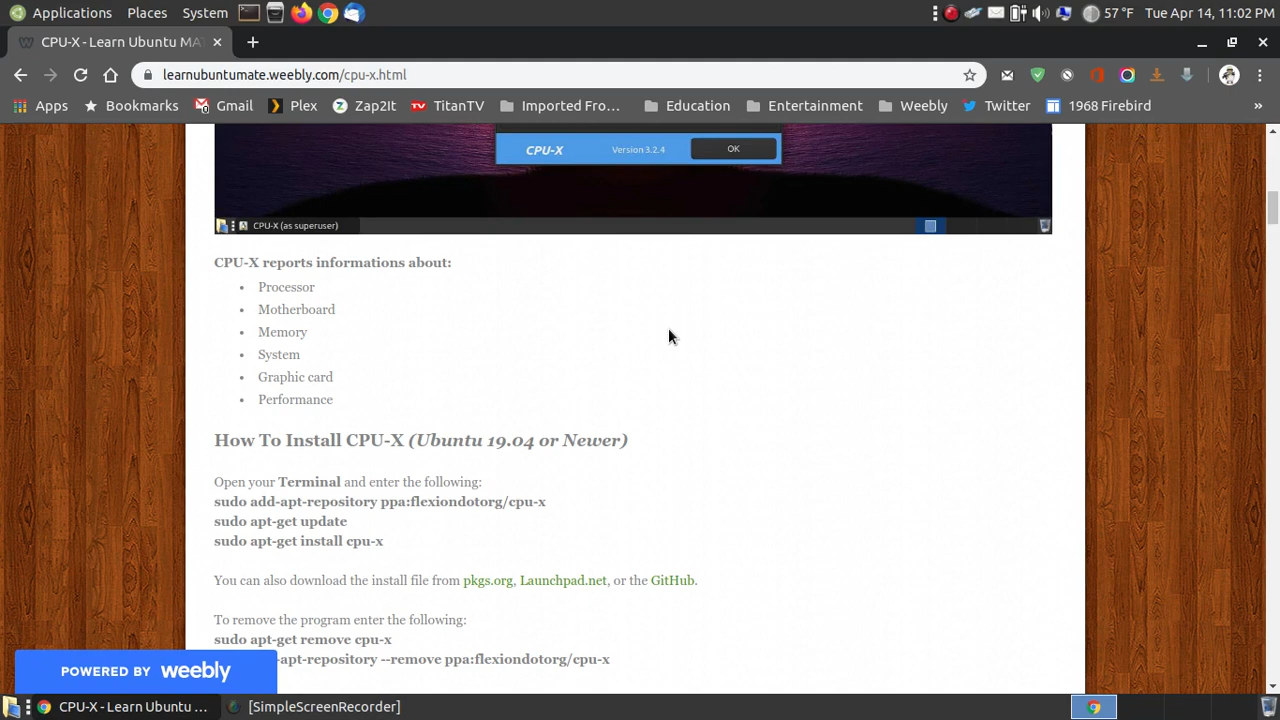 Applications Places System 57 °F Tue Apr 14, 11:02 PM
CPU-X - Learn Ubuntu MA
learnubuntumate.weebly.com/cpu-x.html
Apps Bookmarks Gmail Plex Zap2It TitanTV Imported Fro... Education Entertainment Weebly Twitter 1968 Firebird »
CPU-X Version 3.2.4 OK
CPU-X (as superuser)
CPU-X reports informations about:
• Processor
• Motherboard
• Memory
• System
• Graphic card
• Performance
How To Install CPU-X (Ubuntu 19.04 or Newer)
Open your Terminal and enter the following:
sudo add-apt-repository ppa:flexiondotorg/cpu-x
sudo apt-get update
sudo apt-get install cpu-x
You can also download the install file from pkgs.org, Launchpad.net, or the GitHub.
To remove the program enter the following:
sudo apt-get remove cpu-x
-apt-repository --remove ppa:flexiondotorg/cpu-x
POWERED BY weebly
CPU-X - Learn Ubuntu ... [SimpleScreenRecorder]